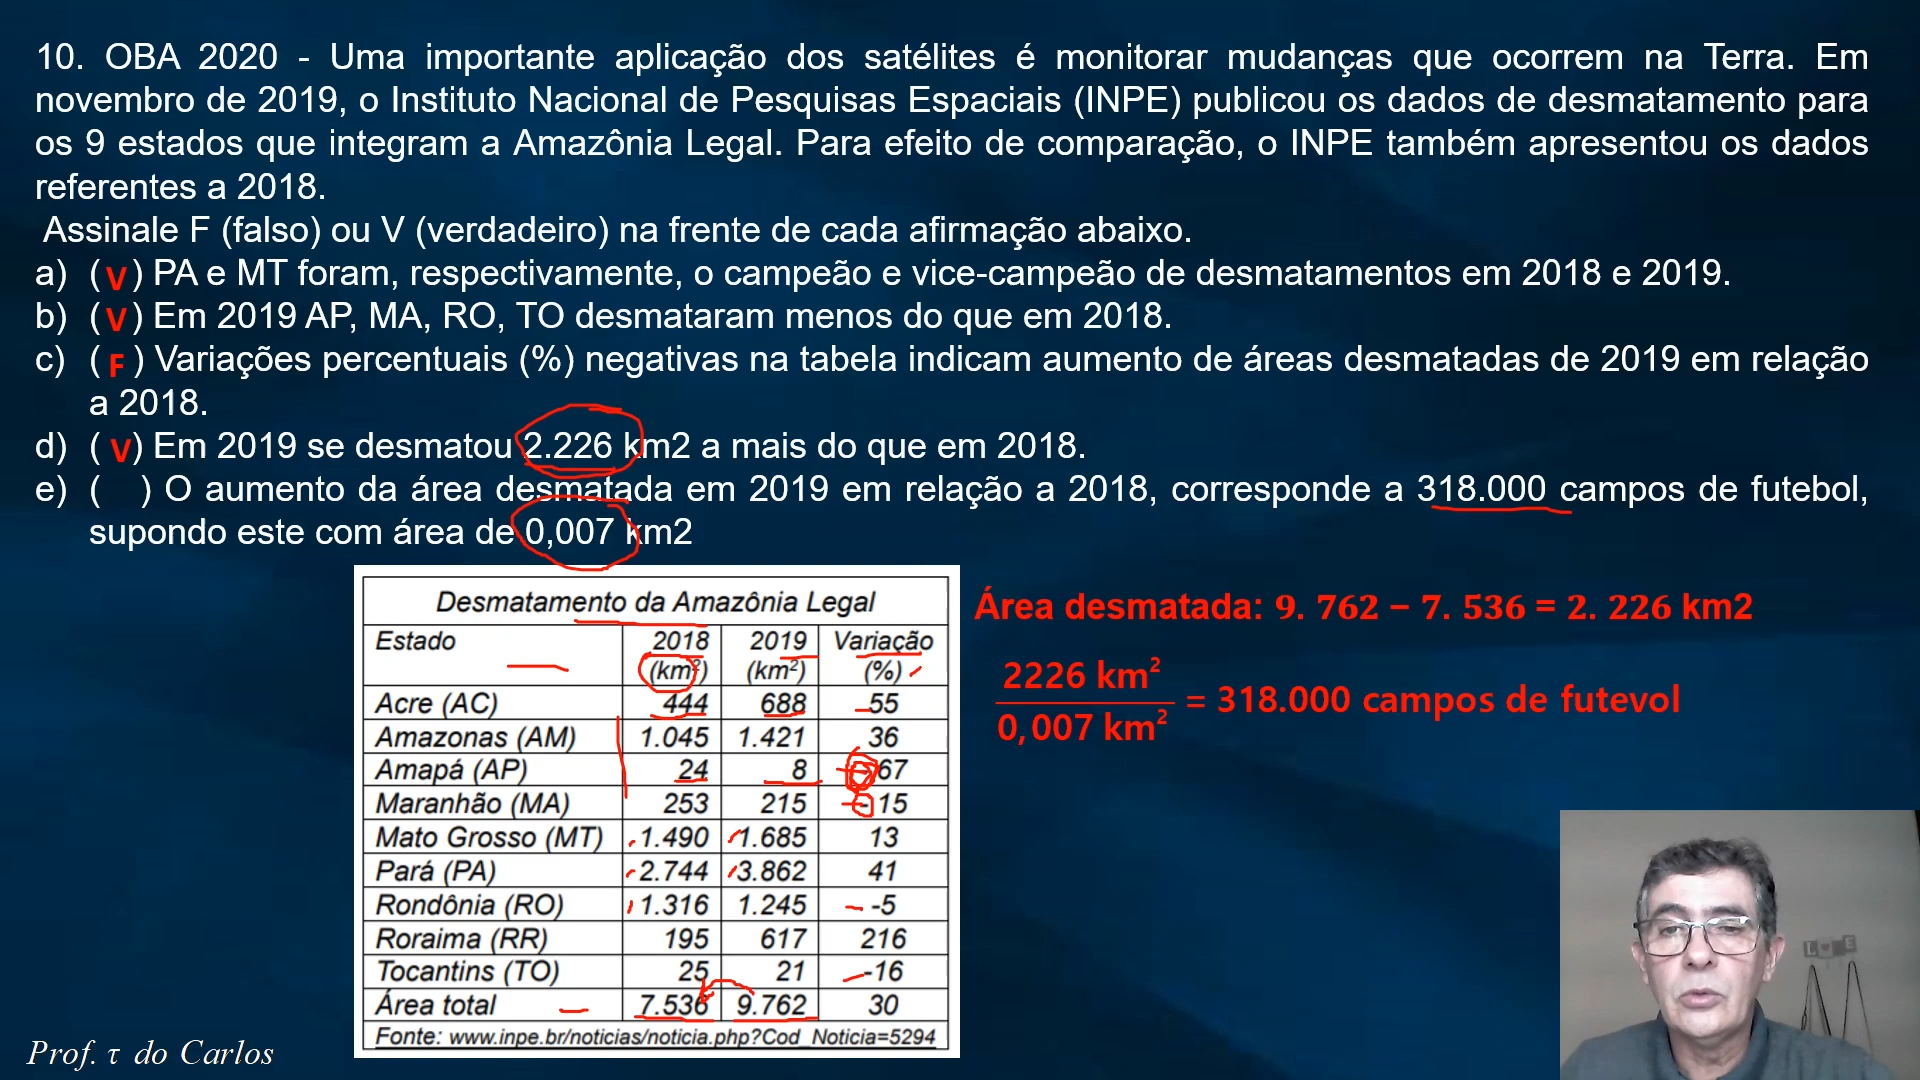 10. OBA 2020 - Uma importante aplicação dos satélites é monitorar mudanças que ocorrem na Terra. Em
novembro de 2019, o Instituto Nacional de Pesquisas Espaciais (INPE) publicou os dados de desmatamento para
os 9 estados que integram a Amazônia Legal. Para efeito de comparação, o INPE também apresentou os dados
referentes a 2018.
Assinale F (falso) ou V (verdadeiro) na frente de cada afirmação abaixo.
a) (V) PA e MT foram, respectivamente, o campeão e vice-campeão de desmatamentos em 2018 e 2019.
b) (V) Em 2019 AP, MA, RO, TO desmataram menos do que em 2018.
c) (F) Variações percentuais (%) negativas na tabela indicam aumento de áreas desmatadas de 2019 em relação
a 2018.
d) (V) Em 2019 se desmatou 2.226 km2 a mais do que em 2018.
e) ( ) O aumento da área desmatada em 2019 em relação a 2018, corresponde a 318.000 campos de futebol,
supondo este com área de 0,007 km2
Desmatamento da Amazônia Legal
Estado 2018 (km²) 2019 (km²) Variação (%)
Acre (AC) 444 688 55
Amazonas (AM) 1.045 1.421 36
Amapá (AP) 24 8 -67
Maranhão (MA) 253 215 -15
Mato Grosso (MT) 1.490 1.685 13
Pará (PA) 2.744 3.862 41
Rondônia (RO) 1.316 1.245 -5
Roraima (RR) 195 617 216
Tocantins (TO) 25 21 -16
Área total 7.536 9.762 30
Fonte: www.inpe.br/noticias/noticia.php?Cod_Noticia=5294
Área desmatada: 9. 762 − 7. 536 = 2. 226 km2
2226 km²
0,007 km²
= 318.000 campos de futevol
Prof. τ do Carlos
LOVE